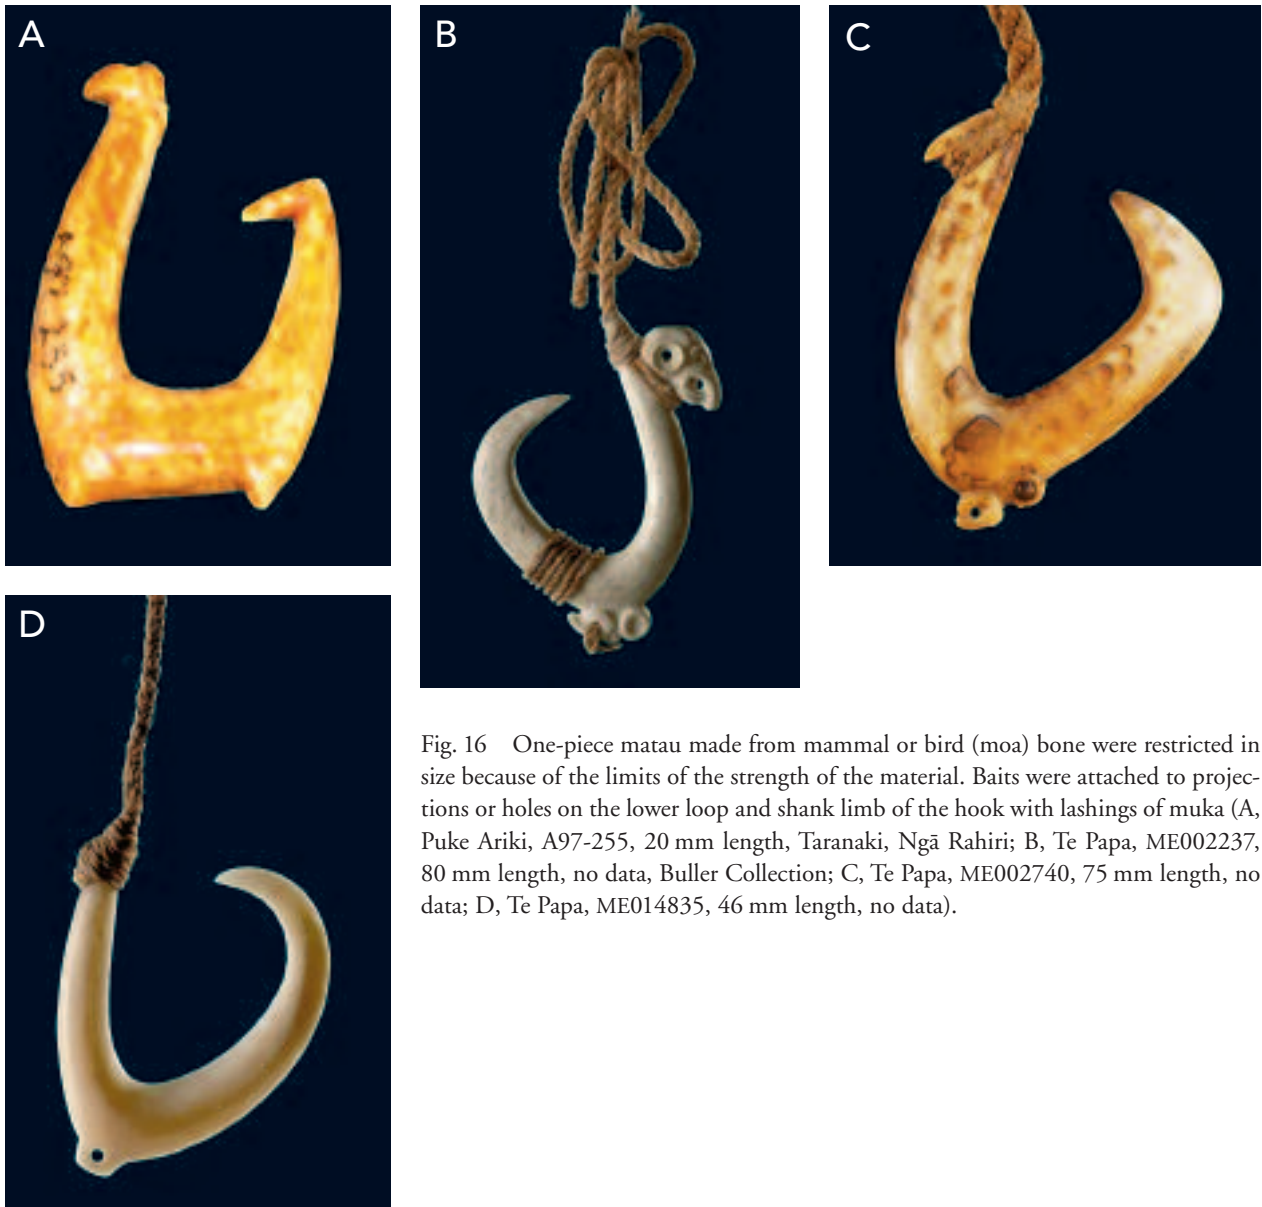 A
B
C
D
Fig. 16 One-piece matau made from mammal or bird (moa) bone were restricted in
size because of the limits of the strength of the material. Baits were attached to projec-
tions or holes on the lower loop and shank limb of the hook with lashings of muka (A,
Puke Ariki, A97-255, 20 mm length, Taranaki, Ngā Rahiri; B, Te Papa, ME002237,
80 mm length, no data, Buller Collection; C, Te Papa, ME002740, 75 mm length, no
data; D, Te Papa, ME014835, 46 mm length, no data).